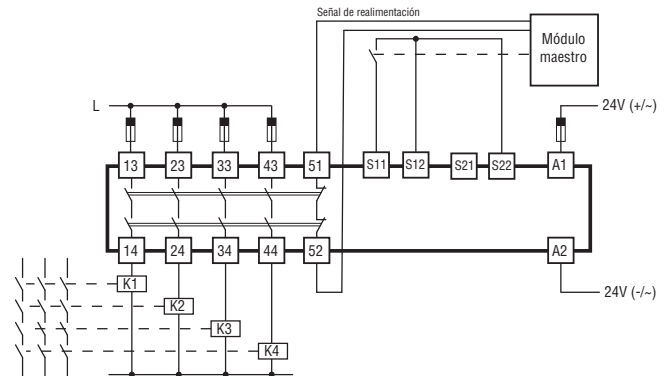 Señal de realimentación
Módulo
maestro
L
24V (+/~)
13
23
33
43
51
S11
S12
S21
S22
A1
14
24
34
44
52
A2
K1
24V (-/~)
K2
K3
K4